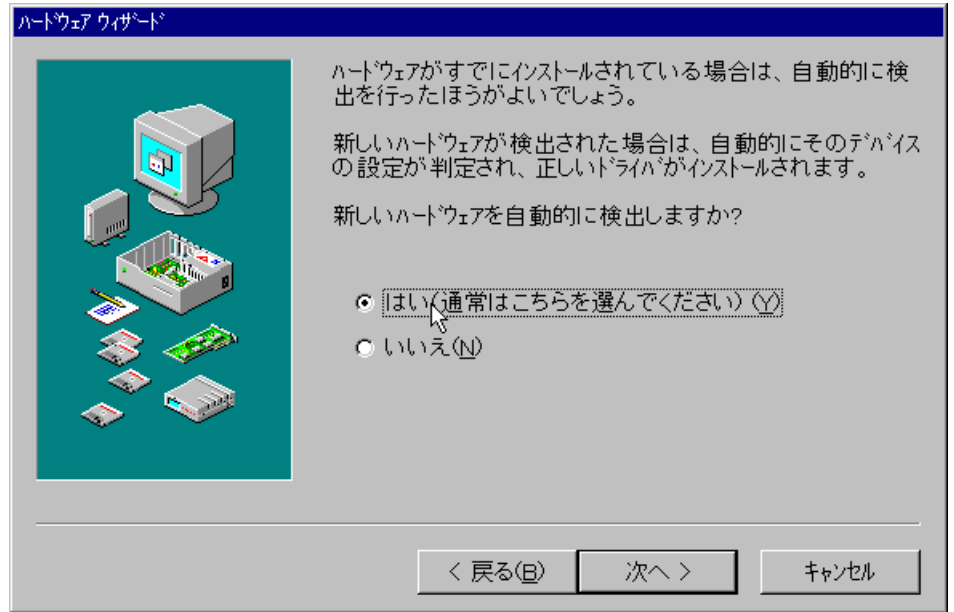 ﾊｰﾄﾞｳｪｱ ｳｨｻﾞｰﾄﾞ
ﾊｰﾄﾞｳｪｱがすでにｲﾝｽﾄｰﾙされている場合は、自動的に検
出を行ったほうがよいでしょう。
新しいﾊｰﾄﾞｳｪｱが検出された場合は、自動的にそのﾃﾞﾊﾞｲｽ
の設定が判定され、正しいﾄﾞﾗｲﾊﾞがｲﾝｽﾄｰﾙされます。
新しいﾊｰﾄﾞｳｪｱを自動的に検出しますか?
はい(通常はこちらを選んでください) (Y)
いいえ(N)
< 戻る(B)
次へ >
ｷｬﾝｾﾙ